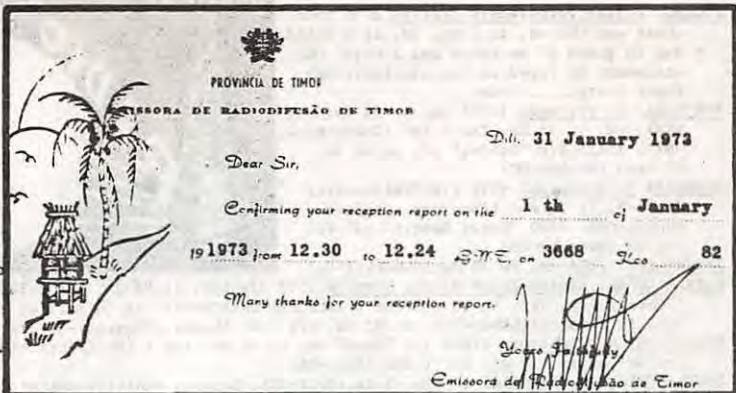 PROVINCIA DE TIMOR
EMISSORA DE RADIODIFUSÃO DE TIMOR
Dili, 31 January 1973
Dear Sir,
Confirming your reception report on the 1 th of January
19 1973 from 12.30 to 12.24 G.M.T. on 3668 Kcs 82
Many thanks for your reception report.
Yours Faithfully
Emissora de Radiodifusão de Timor